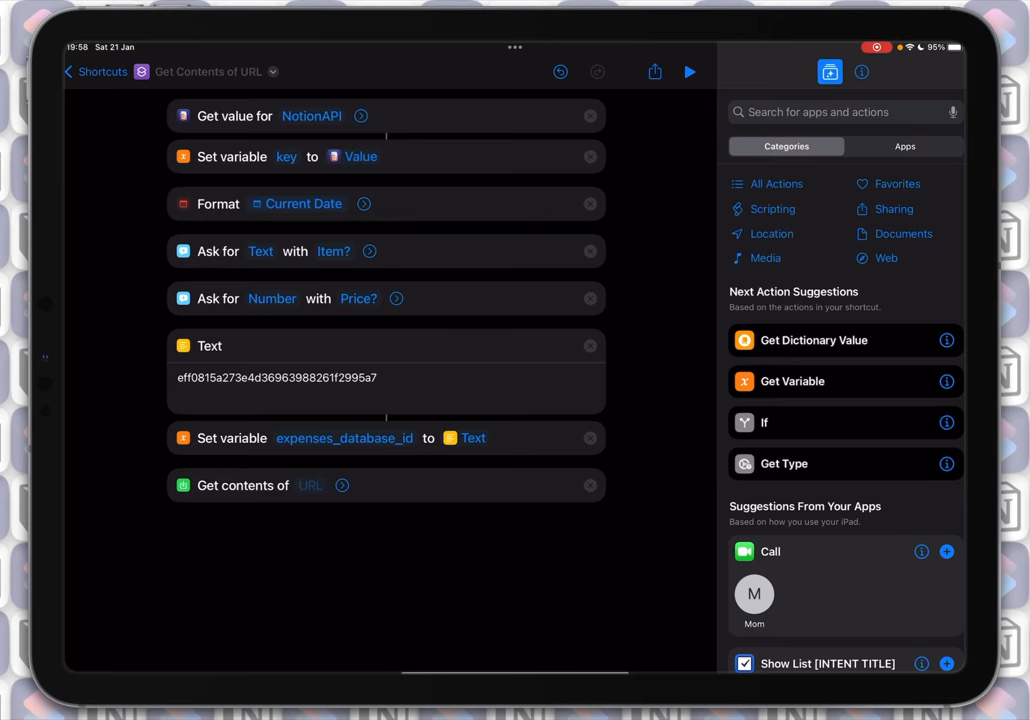 19:58 Sat 21 Jan
95%
Shortcuts
Get Contents of URL
Get value for NotionAPI
Set variable key to Value
Format Current Date
Ask for Text with Item?
Ask for Number with Price?
Text
eff0815a273e4d36963988261f2995a7
Set variable expenses_database_id to Text
Get contents of URL
Search for apps and actions
Categories
Apps
All Actions
Favorites
Scripting
Sharing
Location
Documents
Media
Web
Next Action Suggestions
Based on the actions in your shortcut.
Get Dictionary Value
Get Variable
If
Get Type
Suggestions From Your Apps
Based on how you use your iPad.
Call
M
Mom
Show List [INTENT TITLE]